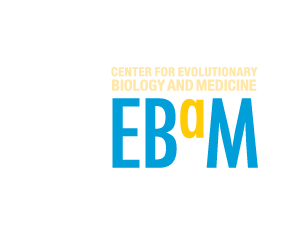 CENTER FOR EVOLUTIONARY
BIOLOGY AND MEDICINE
EBaM